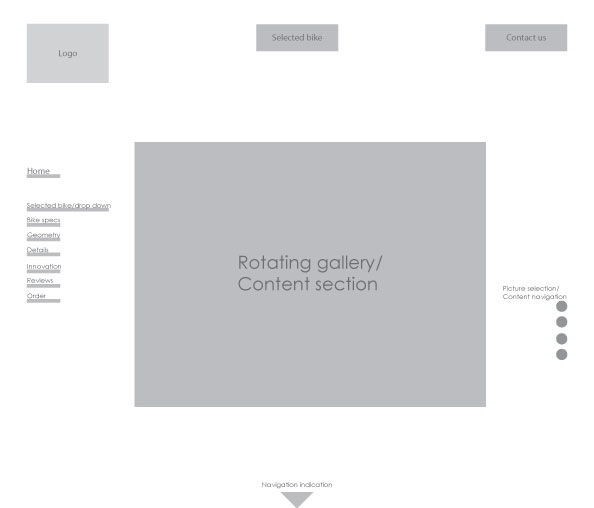 Logo
Selected bike
Contact us
Home
Selected bike/drop down
Bike specs
Geometry
Details
Innovation
Reviews
Order
Rotating gallery/
Content section
Picture selection/
Content navigation
Navigation indication